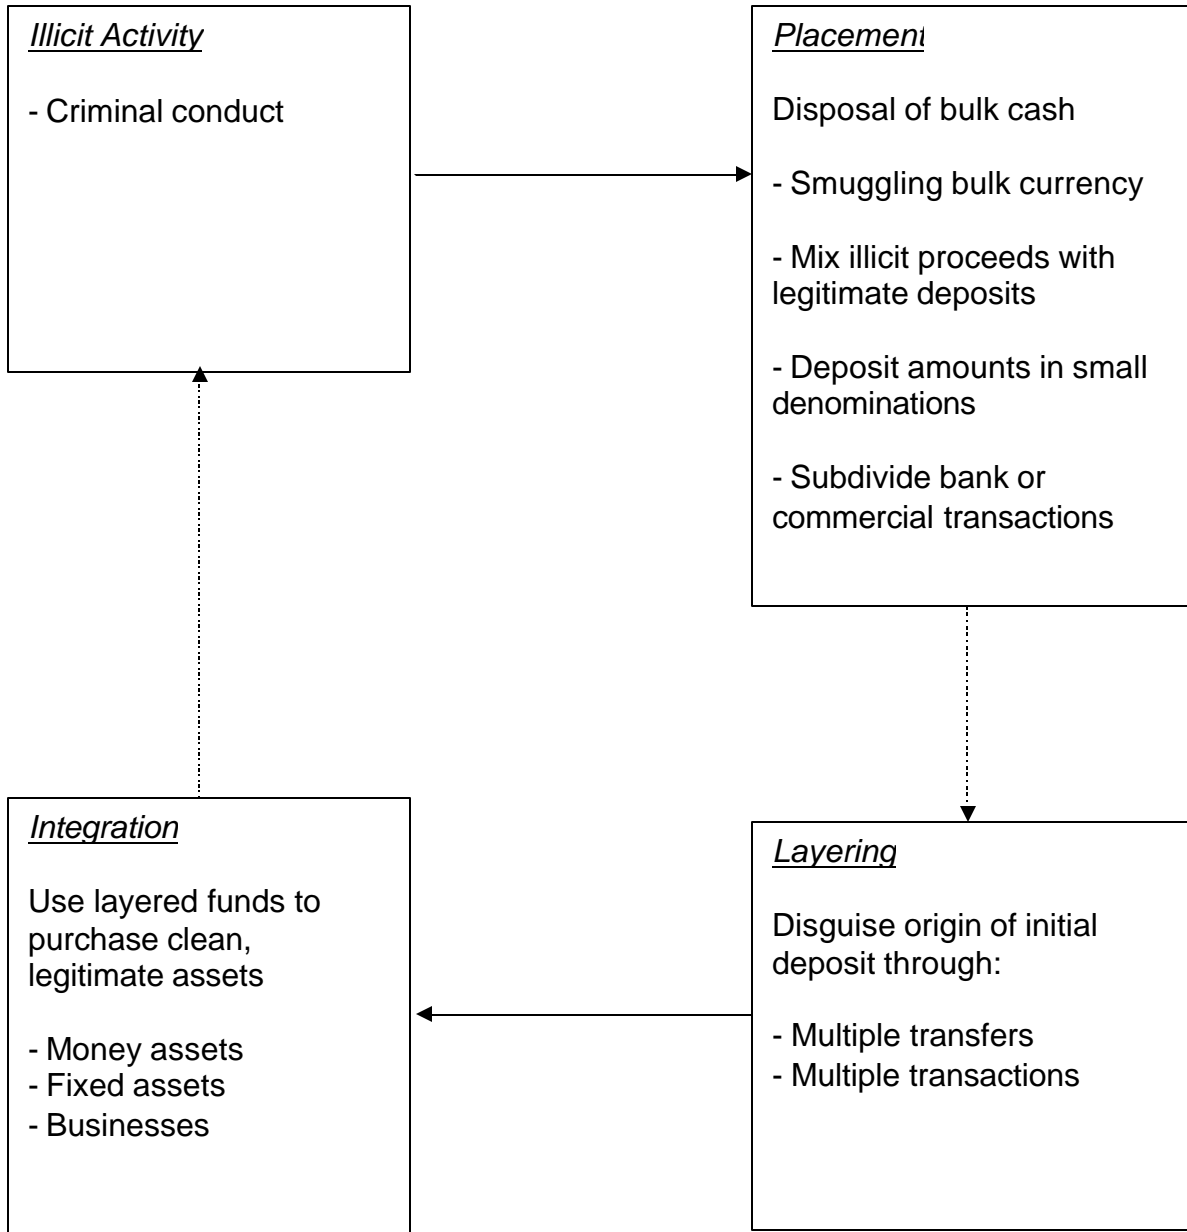 Illicit Activity
- Criminal conduct
Placement
Disposal of bulk cash
- Smuggling bulk currency
- Mix illicit proceeds with
legitimate deposits
- Deposit amounts in small
denominations
- Subdivide bank or
commercial transactions
Layering
Disguise origin of initial
deposit through:
- Multiple transfers
- Multiple transactions
Integration
Use layered funds to
purchase clean,
legitimate assets
- Money assets
- Fixed assets
- Businesses